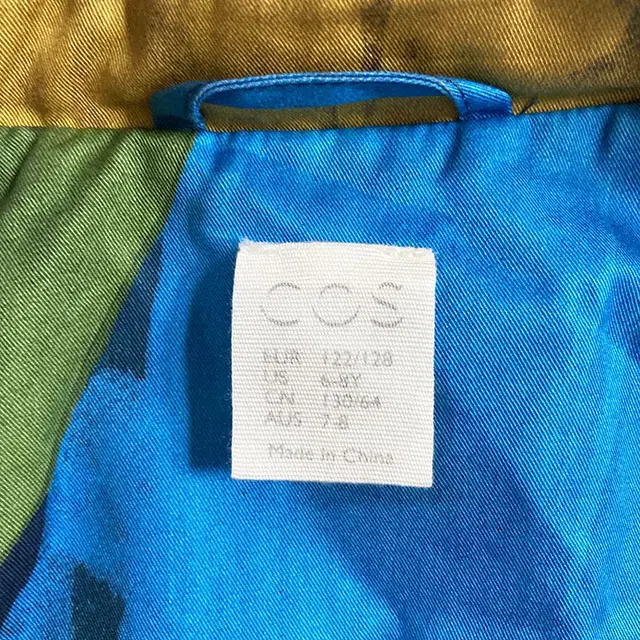 COS
EUR 122/128
US 6-8Y
CN 130/64
AUS 7-8
Made in China